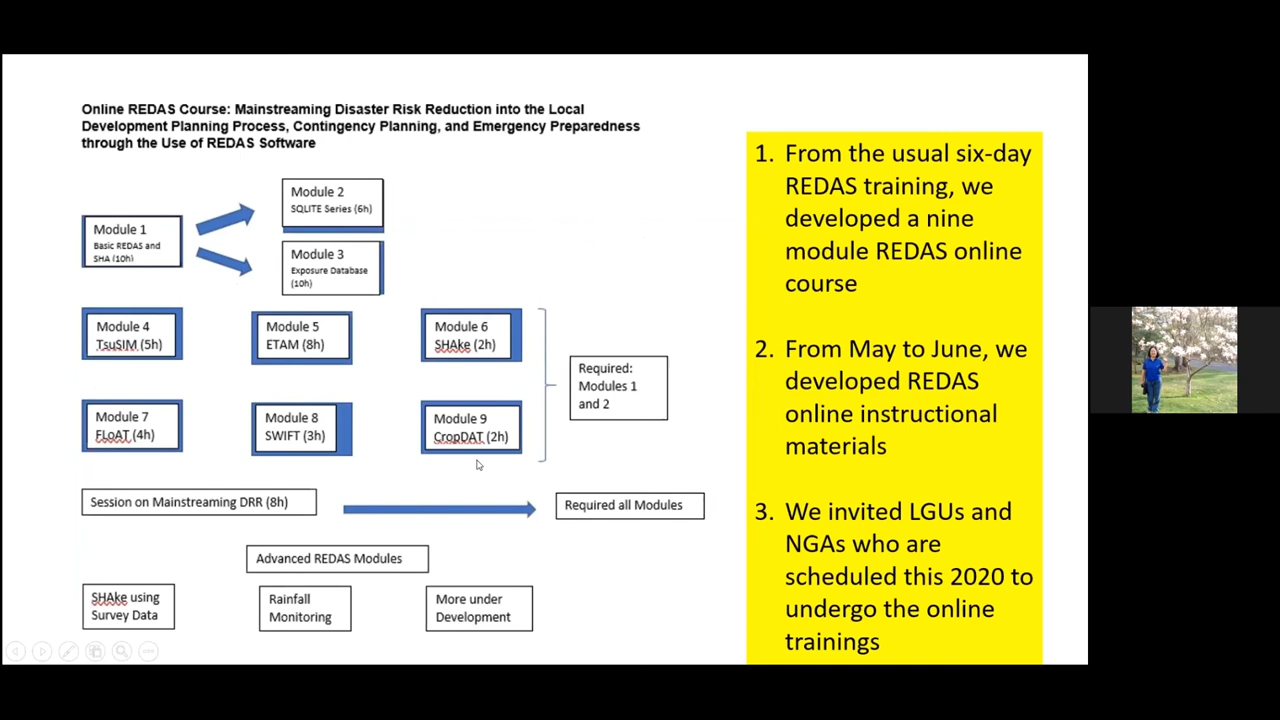 Online REDAS Course: Mainstreaming Disaster Risk Reduction into the Local
Development Planning Process, Contingency Planning, and Emergency Preparedness
through the Use of REDAS Software
Module 1
Basic REDAS and
SHA (10h)
Module 2
SQLITE Series (6h)
Module 3
Exposure Database
(10h)
Module 4
TsuSIM (5h)
Module 5
ETAM (8h)
Module 6
SHAke (2h)
Module 7
FLoAT (4h)
Module 8
SWIFT (3h)
Module 9
CropDAT (2h)
Required:
Modules 1
and 2
Session on Mainstreaming DRR (8h)
Required all Modules
Advanced REDAS Modules
SHAke using
Survey Data
Rainfall
Monitoring
More under
Development
1. From the usual six-day
REDAS training, we
developed a nine
module REDAS online
course
2. From May to June, we
developed REDAS
online instructional
materials
3. We invited LGUs and
NGAs who are
scheduled this 2020 to
undergo the online
trainings